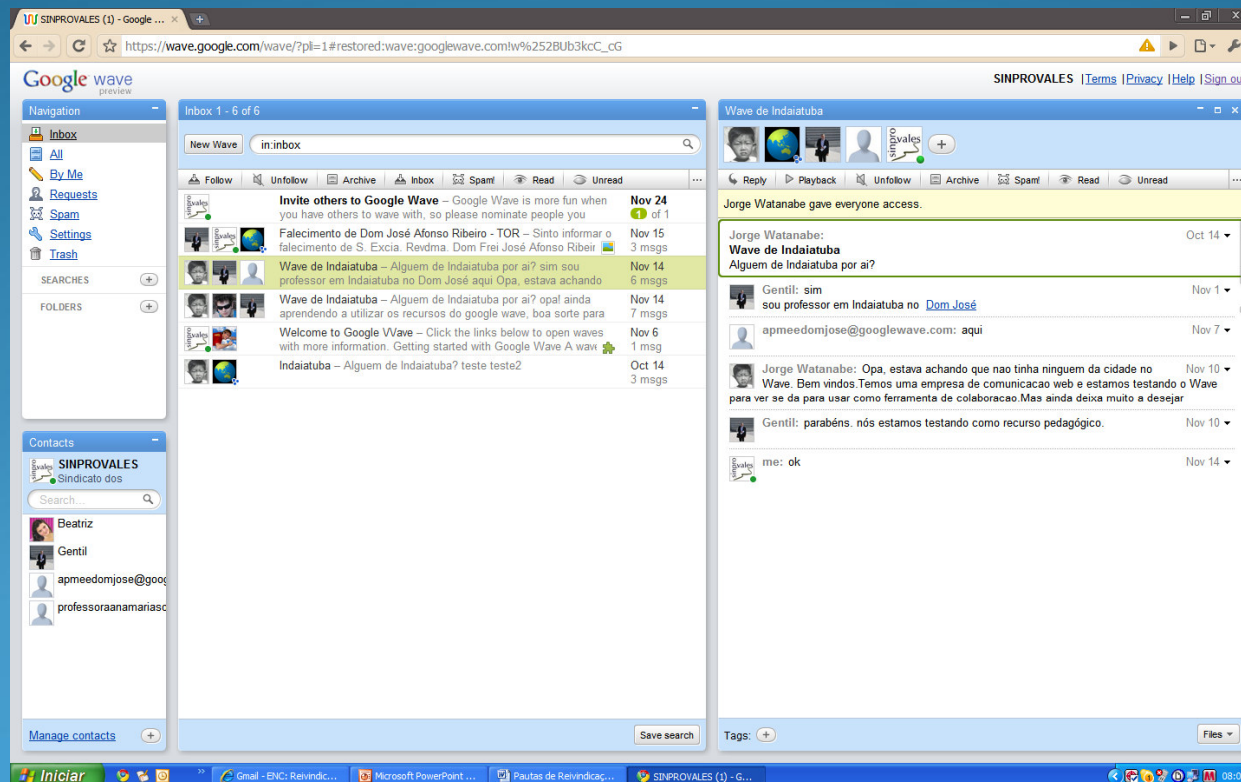 SINPROVALES (1) - Google ...
https://wave.google.com/wave/?pli=1#restored:wave:googlewave.com!w%252BUb3kcC_cG
Google wave
preview
SINPROVALES | Terms | Privacy | Help | Sign ou
Navigation
Inbox
All
By Me
Requests
Spam
Settings
Trash
SEARCHES
FOLDERS
Contacts
SINPROVALES
Sindicato dos
Search...
Beatriz
Gentil
apmeedomjose@goog
professoraanamariasc
Manage contacts
Inbox 1 - 6 of 6
New Wave in:inbox
Follow Unfollow Archive Inbox Spam! Read Unread ...
Invite others to Google Wave – Google Wave is more fun when Nov 24
you have others to wave with, so please nominate people you 1 of 1
Falecimento de Dom José Afonso Ribeiro - TOR – Sinto informar o Nov 15
falecimento de S. Excia. Revdma. Dom Frei José Afonso Ribeir 3 msgs
Wave de Indaiatuba – Alguem de Indaiatuba por ai? sim sou Nov 14
professor em Indaiatuba no Dom José aqui Opa, estava achando 6 msgs
Wave de Indaiatuba – Alguem de Indaiatuba por ai? opa! ainda Nov 14
aprendendo a utilizar os recursos do google wave, boa sorte para 7 msgs
Welcome to Google Wave – Click the links below to open waves Nov 6
with more information. Getting started with Google Wave A wave 1 msg
Indaiatuba – Alguem de Indaiatuba? teste teste2 Oct 14
3 msgs
Save search
Wave de Indaiatuba
sinprovales
Reply Playback Unfollow Archive Spam! Read Unread ...
Jorge Watanabe gave everyone access.
Jorge Watanabe: Oct 14
Wave de Indaiatuba
Alguem de Indaiatuba por ai?
Gentil: sim Nov 1
sou professor em Indaiatuba no Dom José
apmeedomjose@googlewave.com: aqui Nov 7
Jorge Watanabe: Opa, estava achando que nao tinha ninguem da cidade no Nov 10
Wave. Bem vindos.Temos uma empresa de comunicacao web e estamos testando o Wave
para ver se da para usar como ferramenta de colaboracao.Mas ainda deixa muito a desejar
Gentil: parabéns. nós estamos testando como recurso pedagógico. Nov 10
me: ok Nov 14
Tags:
Files
Iniciar
Gmail - ENC: Reivindic...
Microsoft PowerPoint ...
Pautas de Reivindicaç...
SINPROVALES (1) - G...